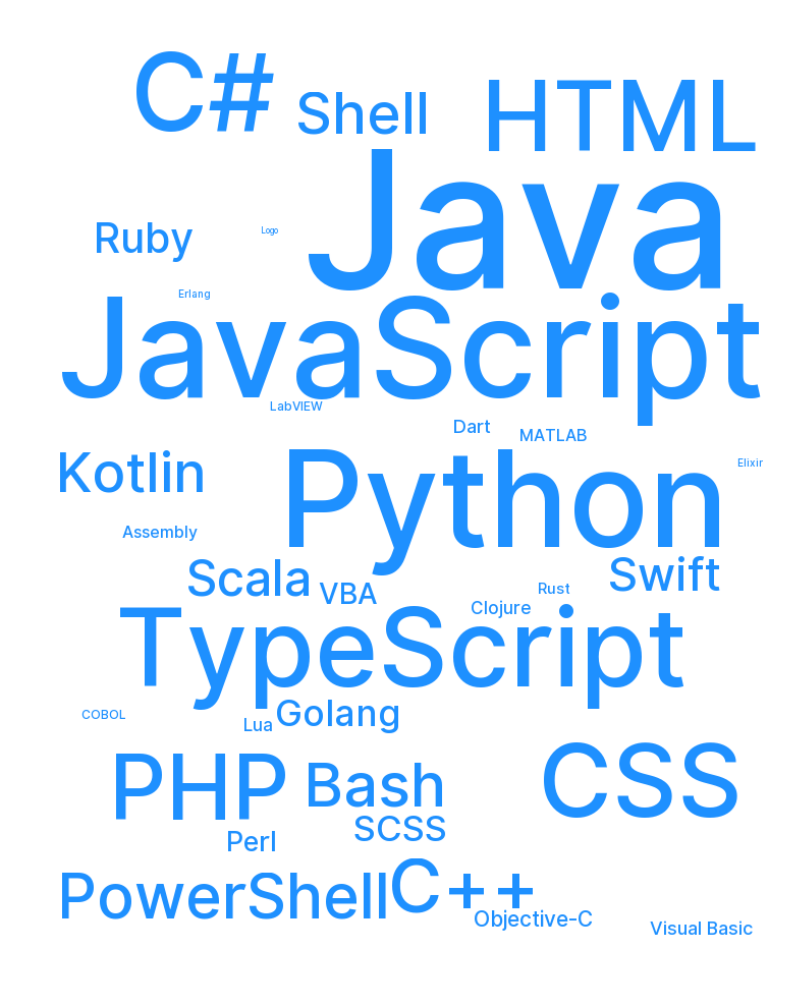 C#
Shell
HTML
Java
Ruby
Logo
Erlang
JavaScript
LabVIEW
Dart
MATLAB
Kotlin
Python
Elixir
Assembly
Scala
VBA
Swift
Rust
Clojure
TypeScript
COBOL
Lua
Golang
PHP
Bash
CSS
SCSS
Perl
PowerShell
C++
Objective-C
Visual Basic